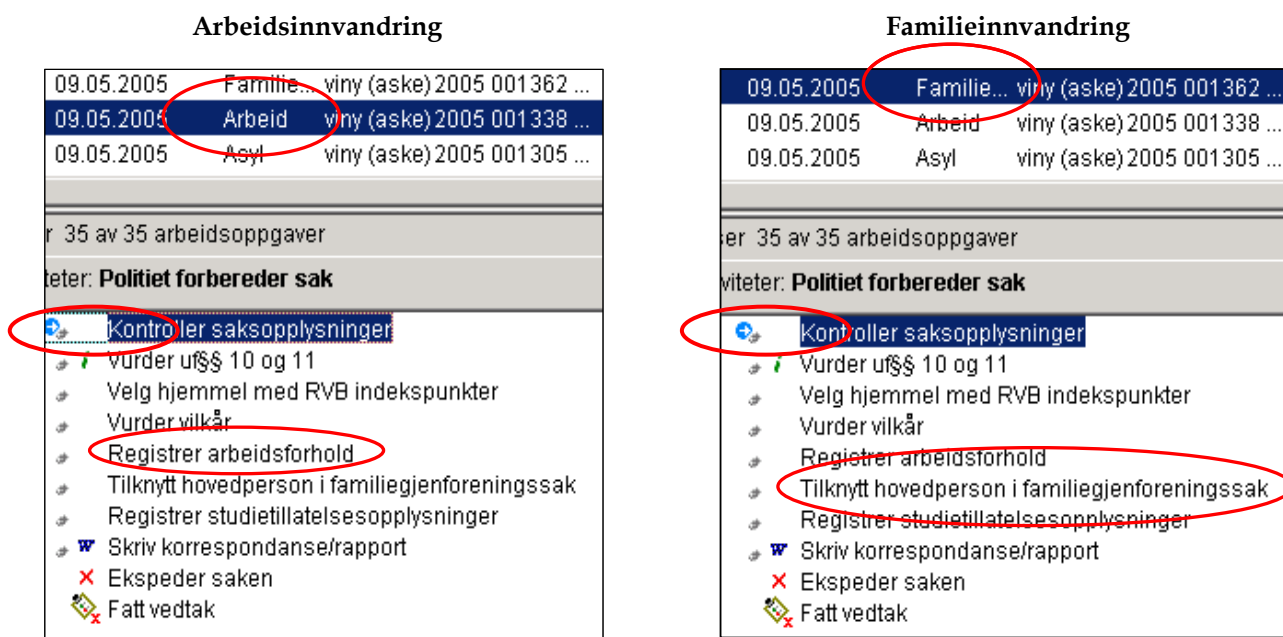 Arbeidsinnvandring
09.05.2005 Familie... viny (aske) 2005 001362 ...
09.05.2005 Arbeid viny (aske) 2005 001338 ...
09.05.2005 Asyl viny (aske) 2005 001305 ...
r 35 av 35 arbeidsoppgaver
teter: Politiet forbereder sak
Kontroller saksopplysninger
Vurder uf§§ 10 og 11
Velg hjemmel med RVB indekspunkter
Vurder vilkår
Registrer arbeidsforhold
Tilknytt hovedperson i familiegjenforeningssak
Registrer studietillatelsesopplysninger
Skriv korrespondanse/rapport
Ekspeder saken
Fatt vedtak
Familieinnvandring
09.05.2005 Familie... viny (aske) 2005 001362 ...
09.05.2005 Arbeid viny (aske) 2005 001338 ...
09.05.2005 Asyl viny (aske) 2005 001305 ...
er 35 av 35 arbeidsoppgaver
viteter: Politiet forbereder sak
Kontroller saksopplysninger
Vurder uf§§ 10 og 11
Velg hjemmel med RVB indekspunkter
Vurder vilkår
Registrer arbeidsforhold
Tilknytt hovedperson i familiegjenforeningssak
Registrer studietillatelsesopplysninger
Skriv korrespondanse/rapport
Ekspeder saken
Fatt vedtak